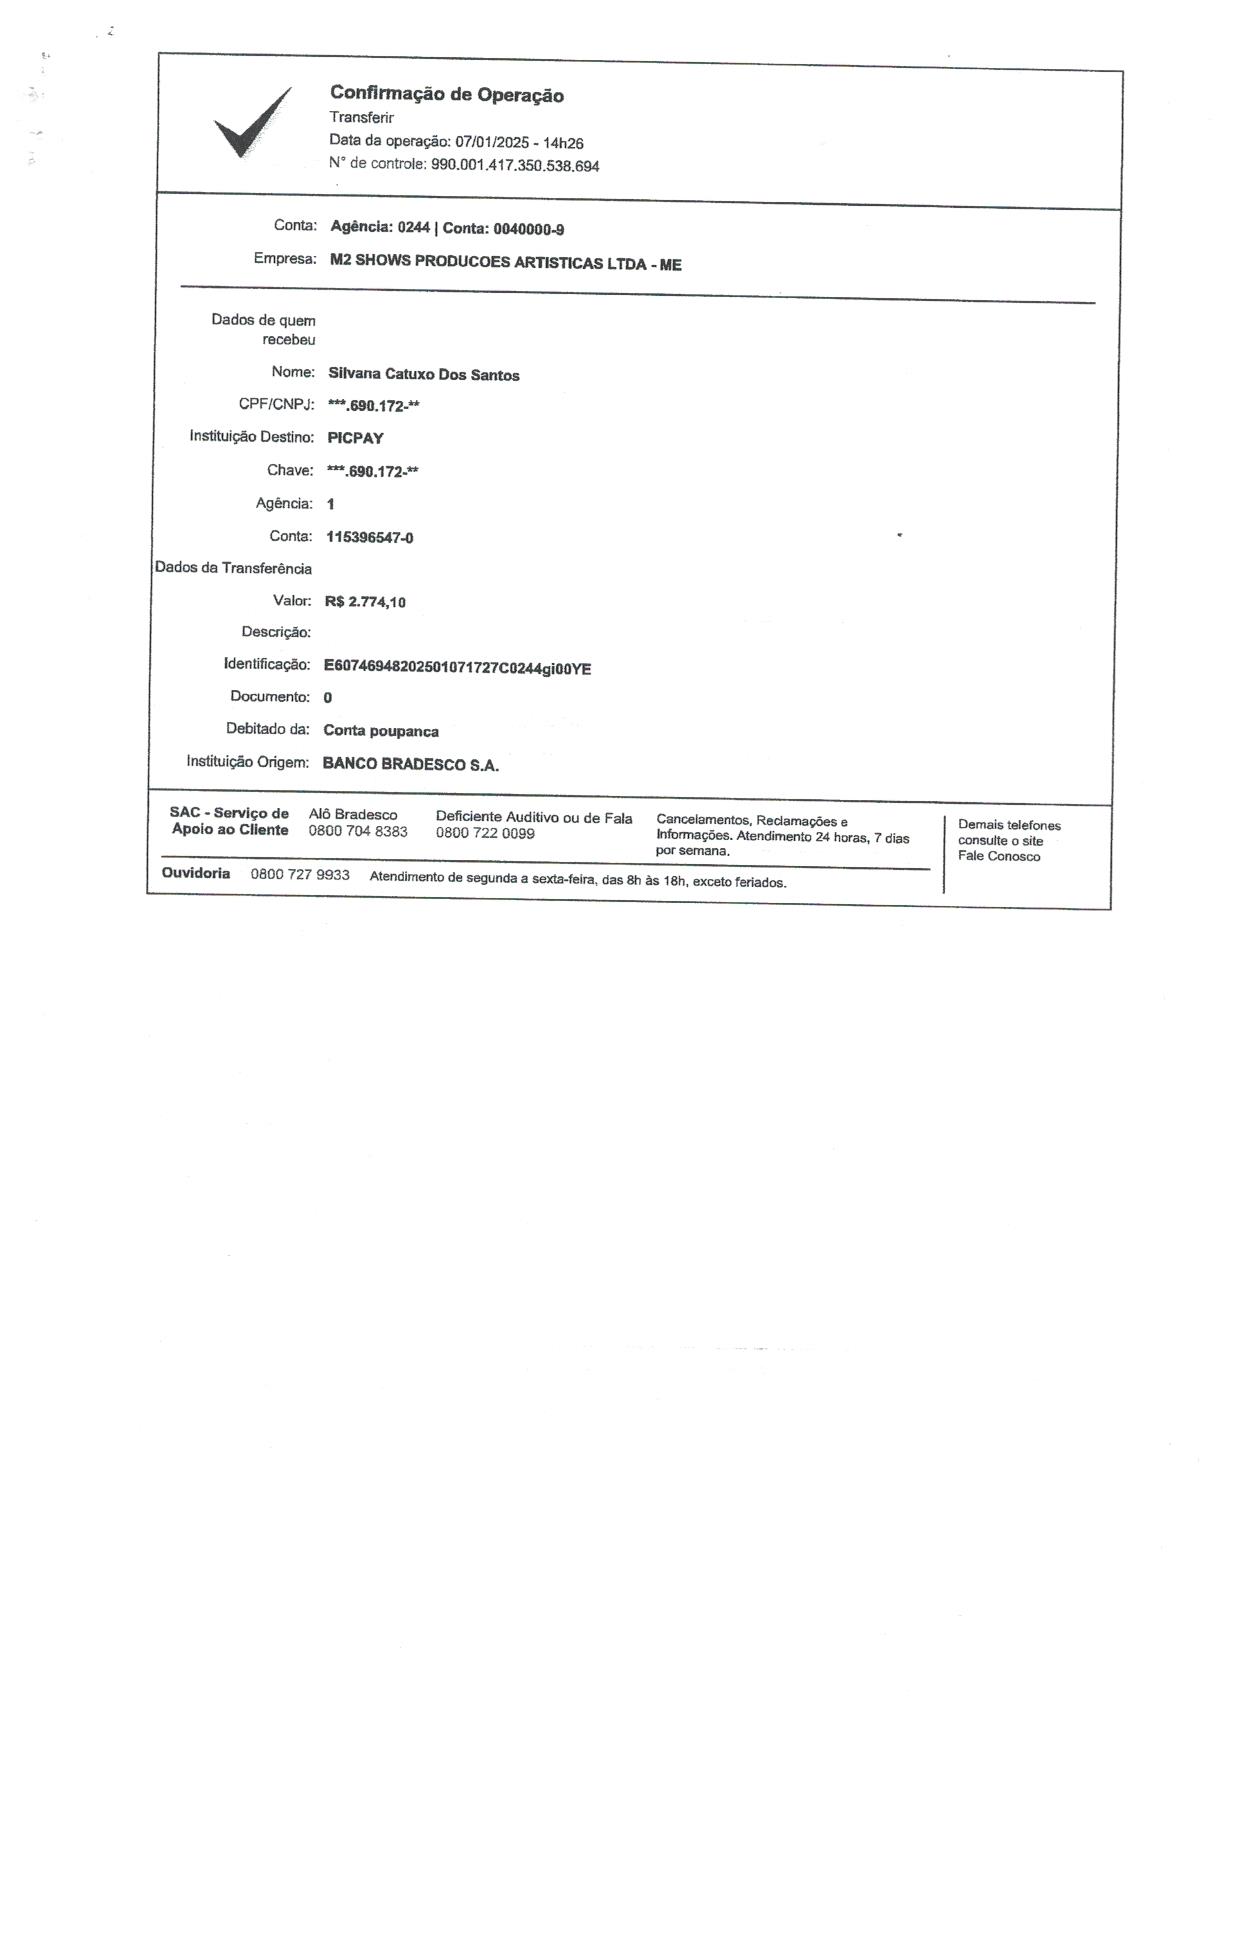 Confirmação de Operação
Transferir
Data da operação: 07/01/2025 - 14h26
N° de controle: 990.001.417.350.538.694
Conta: Agência: 0244 | Conta: 0040000-9
Empresa: M2 SHOWS PRODUCOES ARTISTICAS LTDA - ME
Dados de quem
recebeu
Nome: Silvana Catuxo Dos Santos
CPF/CNPJ: ***.690.172-**
Instituição Destino: PICPAY
Chave: ***.690.172-**
Agência: 1
Conta: 115396547-0
Dados da Transferência
Valor: R$ 2.774,10
Descrição:
Identificação: E60746948202501071727C0244gi00YE
Documento: 0
Debitado da: Conta poupanca
Instituição Origem: BANCO BRADESCO S.A.
SAC - Serviço de
Apoio ao Cliente
Alô Bradesco
0800 704 8383
Deficiente Auditivo ou de Fala
0800 722 0099
Cancelamentos, Reclamações e
Informações. Atendimento 24 horas, 7 dias
por semana.
Demais telefones
consulte o site
Fale Conosco
Ouvidoria 0800 727 9933 Atendimento de segunda a sexta-feira, das 8h às 18h, exceto feriados.